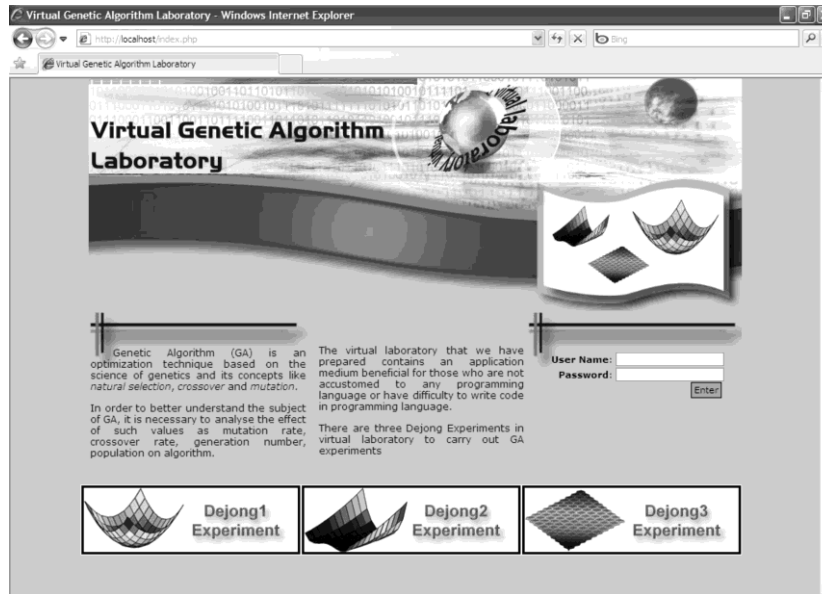 Virtual Genetic Algorithm Laboratory - Windows Internet Explorer
http://localhost/index.php
Bing
Virtual Genetic Algorithm Laboratory
Virtual Genetic Algorithm
Laboratory
virtual laboratory
Genetic Algorithm (GA) is an
optimization technique based on the
science of genetics and its concepts like
natural selection, crossover and mutation.
In order to better understand the subject
of GA, it is necessary to analyse the effect
of such values as mutation rate,
crossover rate, generation number,
population on algorithm.
The virtual laboratory that we have
prepared contains an application
medium beneficial for those who are not
accustomed to any programming
language or have difficulty to write code
in programming language.
There are three Dejong Experiments in
virtual laboratory to carry out GA
experiments
User Name:
Password:
Enter
Dejong1
Experiment
Dejong2
Experiment
Dejong3
Experiment